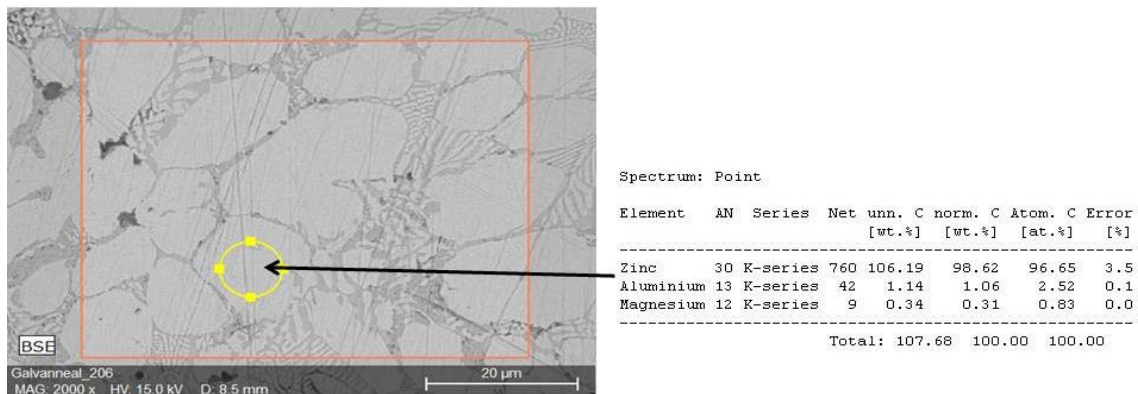 BSE
Galvanneal_206
MAG: 2000 x HV: 15.0 kV D: 8.5 mm
20 µm
Spectrum: Point
Element AN Series Net unn. C norm. C Atom. C Error
[wt.%] [wt.%] [at.%] [%]
Zinc 30 K-series 760 106.19 98.62 96.65 3.5
Aluminium 13 K-series 42 1.14 1.06 2.52 0.1
Magnesium 12 K-series 9 0.34 0.31 0.83 0.0
Total: 107.68 100.00 100.00